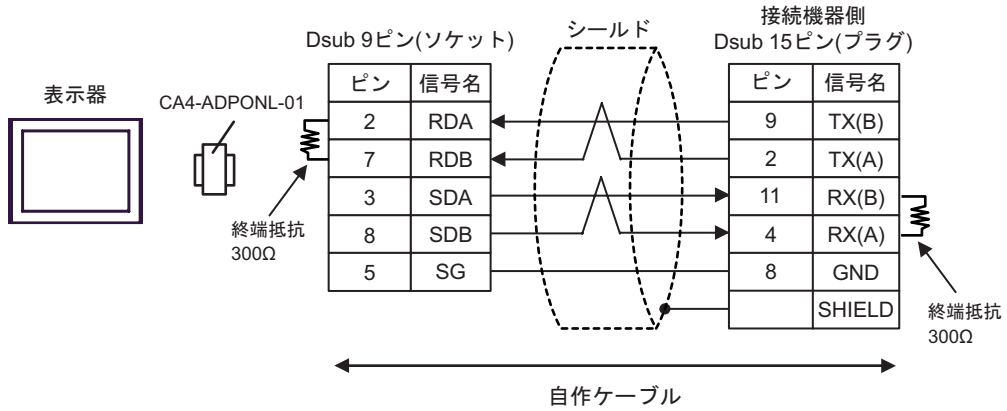 接続機器側
Dsub 9ピン(ソケット) シールド Dsub 15ピン(プラグ)
表示器
CA4-ADPONL-01
ピン 信号名 ピン 信号名
2 RDA 9 TX(B)
7 RDB 2 TX(A)
3 SDA 11 RX(B)
8 SDB 4 RX(A)
5 SG 8 GND
SHIELD
終端抵抗
300Ω
終端抵抗
300Ω
自作ケーブル